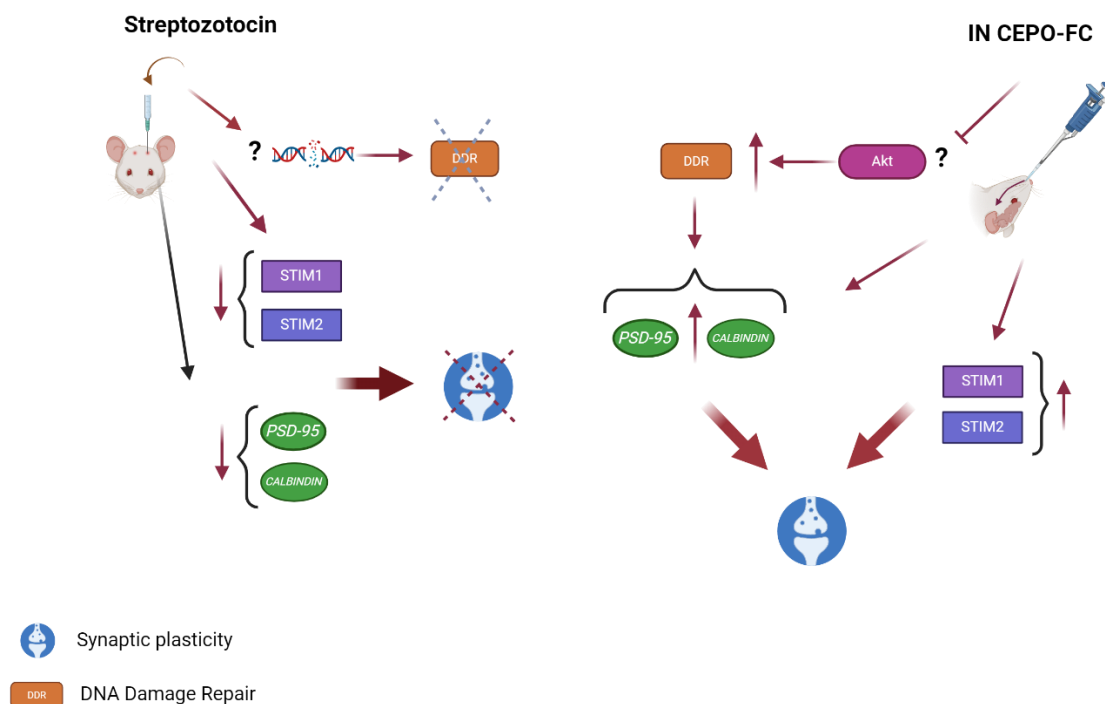 Streptozotocin
IN CEPO-FC
?
DDR
DDR
Akt
?
STIM1
STIM2
PSD-95
CALBINDIN
PSD-95
CALBINDIN
STIM1
STIM2
Synaptic plasticity
DDR
DNA Damage Repair